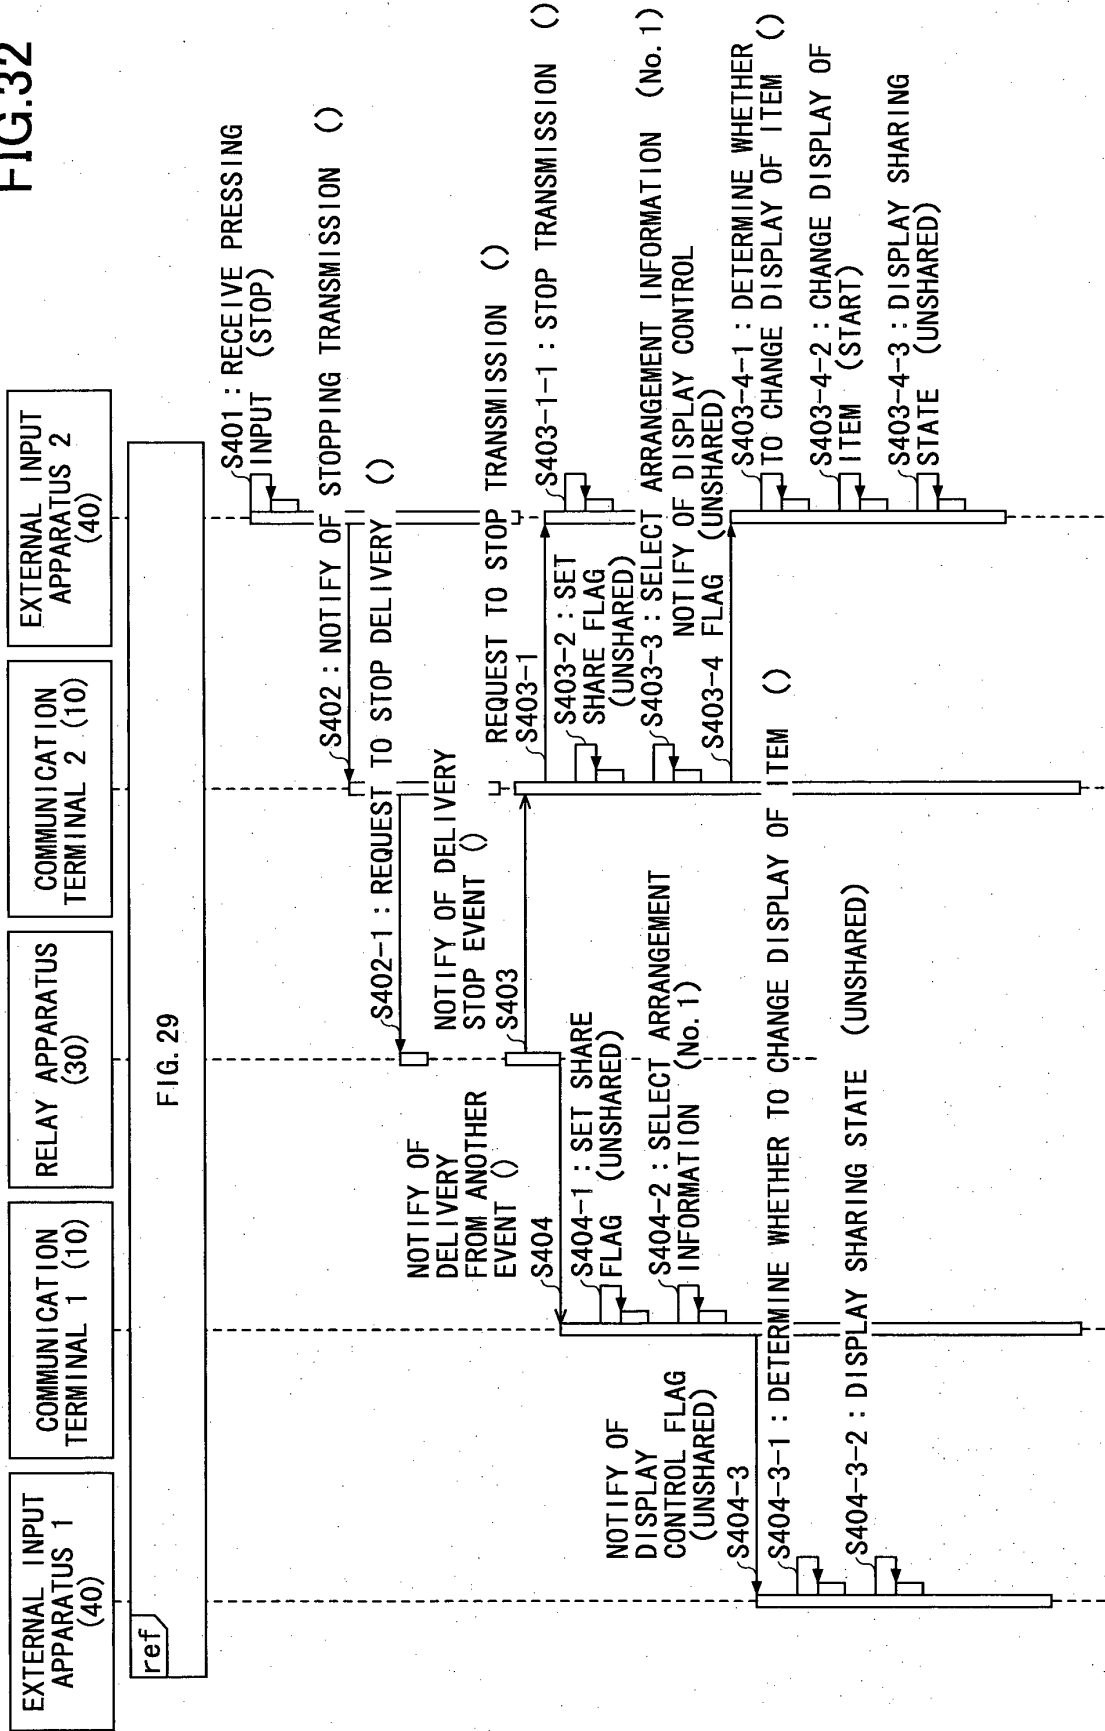 FIG.32
EXTERNAL INPUT
APPARATUS 1
(40)
COMMUNICATION
TERMINAL 1 (10)
RELAY APPARATUS
(30)
COMMUNICATION
TERMINAL 2 (10)
EXTERNAL INPUT
APPARATUS 2
(40)
ref
FIG. 29
S401 : RECEIVE PRESSING
INPUT (STOP)
S402 : NOTIFY OF STOPPING TRANSMISSION ()
S402-1 : REQUEST TO STOP DELIVERY ()
NOTIFY OF DELIVERY
STOP EVENT ()
S403
REQUEST TO STOP TRANSMISSION ()
S403-1
S403-1-1 : STOP TRANSMISSION ()
S403-2 : SET
SHARE FLAG
(UNSHARED)
S403-3 : SELECT ARRANGEMENT INFORMATION (No. 1)
NOTIFY OF DISPLAY CONTROL
S403-4 FLAG (UNSHARED)
S403-4-1 : DETERMINE WHETHER
TO CHANGE DISPLAY OF ITEM ()
S403-4-2 : CHANGE DISPLAY OF
ITEM (START)
S403-4-3 : DISPLAY SHARING
STATE (UNSHARED)
NOTIFY OF
DELIVERY
FROM ANOTHER
EVENT ()
S404
S404-1 : SET SHARE
FLAG (UNSHARED)
S404-2 : SELECT ARRANGEMENT
INFORMATION (No. 1)
NOTIFY OF
DISPLAY
CONTROL FLAG
(UNSHARED)
S404-3
S404-3-1 : DETERMINE WHETHER TO CHANGE DISPLAY OF ITEM ()
S404-3-2 : DISPLAY SHARING STATE (UNSHARED)